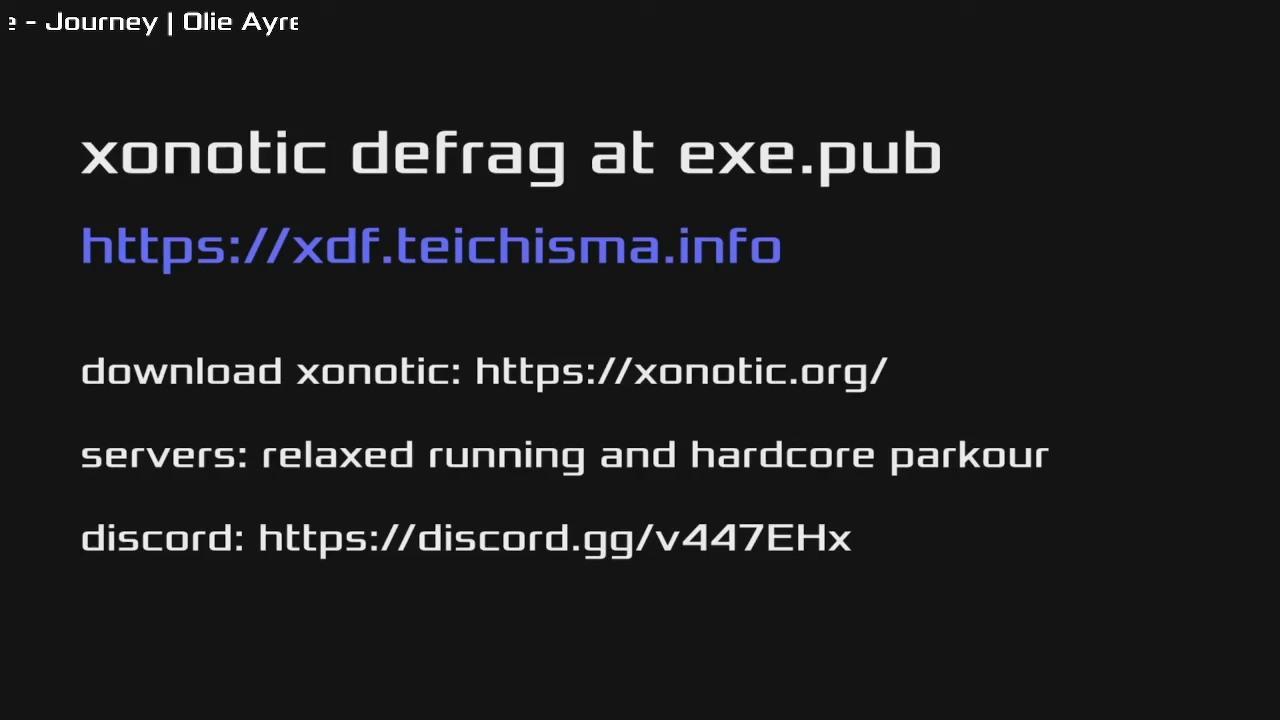 - Journey | Olie Ayre
xonotic defrag at exe.pub
https://xdf.teichisma.info
download xonotic: https://xonotic.org/
servers: relaxed running and hardcore parkour
discord: https://discord.gg/v447EHx